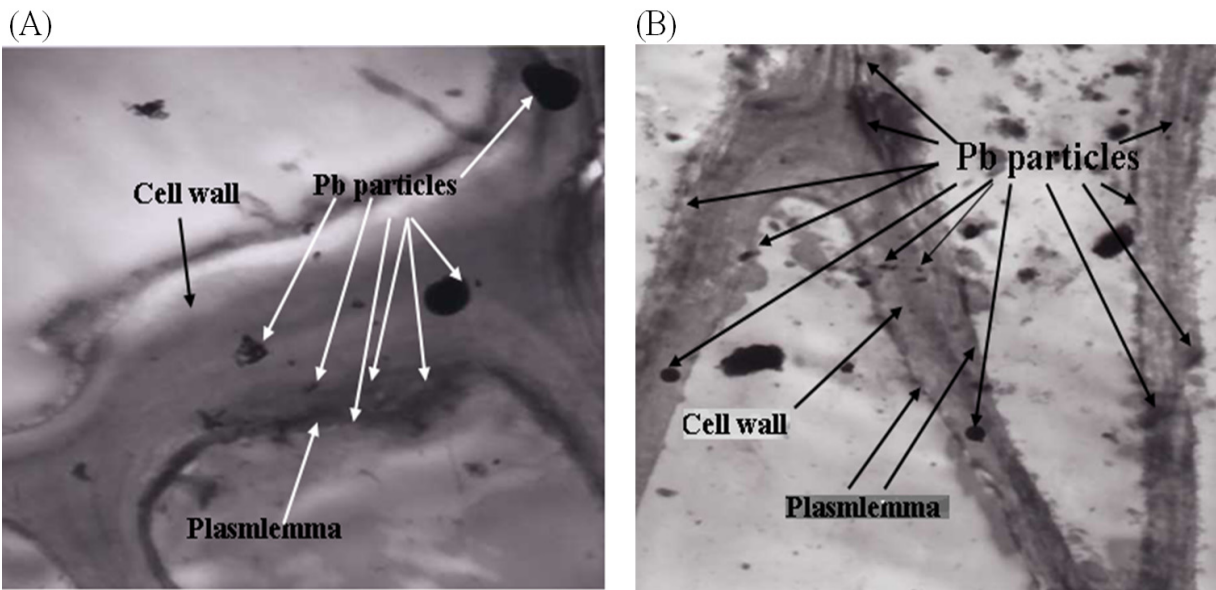 (A)
(B)
Cell wall
Pb particles
Plasmlemma
Pb particles
Cell wall
Plasmlemma